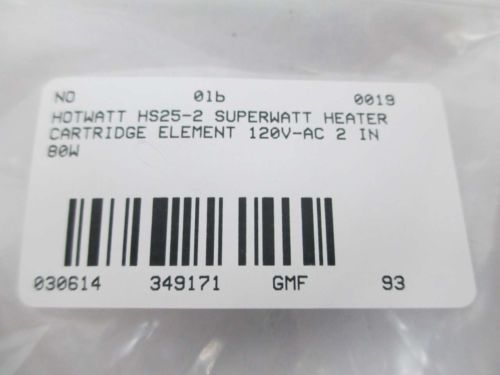 NO 01b 0019
HOTWATT HS25-2 SUPERWATT HEATER
CARTRIDGE ELEMENT 120V-AC 2 IN
80W
030614 349171 GMF 93